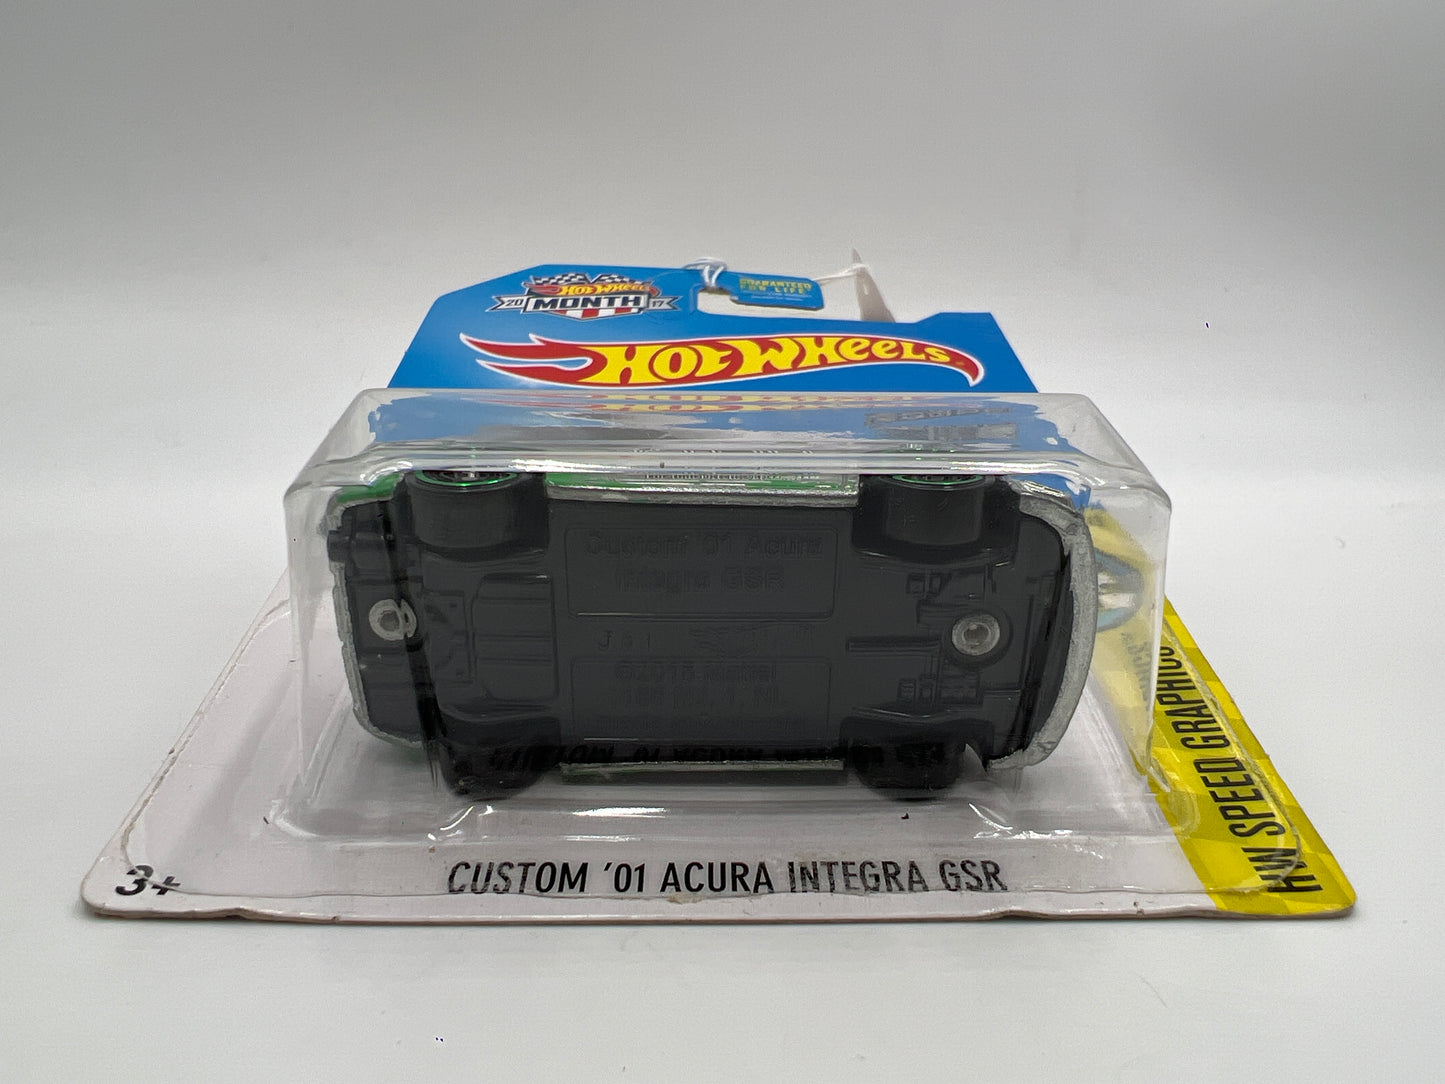 HOT WHEELS
20 MONTH 17
GUARANTEED
FOR LIFE
HOT WHEELS
Custom '01 Acura
Integra GSR
©2015 Mattel
CUSTOM '01 ACURA INTEGRA GSR
3+
HW SPEED GRAPHICS